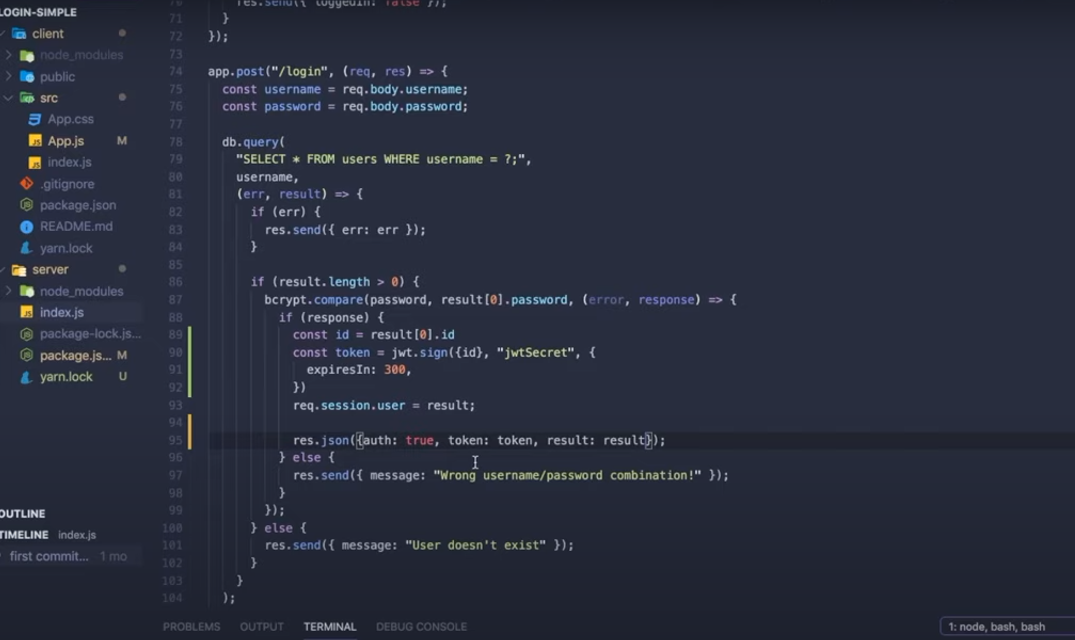 LOGIN-SIMPLE
client
node_modules
public
src
App.css
App.js M
index.js
.gitignore
package.json
README.md
yarn.lock
server
node_modules
index.js
package-lock.js...
package.js... M
yarn.lock U
OUTLINE
TIMELINE index.js
first commit... 1 mo
70 res.send({ loggedIn: false });
71 }
72 });
73
74 app.post("/login", (req, res) => {
75 const username = req.body.username;
76 const password = req.body.password;
77
78 db.query(
79 "SELECT * FROM users WHERE username = ?;",
80 username,
81 (err, result) => {
82 if (err) {
83 res.send({ err: err });
84 }
85
86 if (result.length > 0) {
87 bcrypt.compare(password, result[0].password, (error, response) => {
88 if (response) {
89 const id = result[0].id
90 const token = jwt.sign({id}, "jwtSecret", {
91 expiresIn: 300,
92 })
93 req.session.user = result;
94
95 res.json({auth: true, token: token, result: result});
96 } else {
97 res.send({ message: "Wrong username/password combination!" });
98 }
99 });
100 } else {
101 res.send({ message: "User doesn't exist" });
102 }
103 }
104 );
PROBLEMS OUTPUT TERMINAL DEBUG CONSOLE
1: node, bash, bash